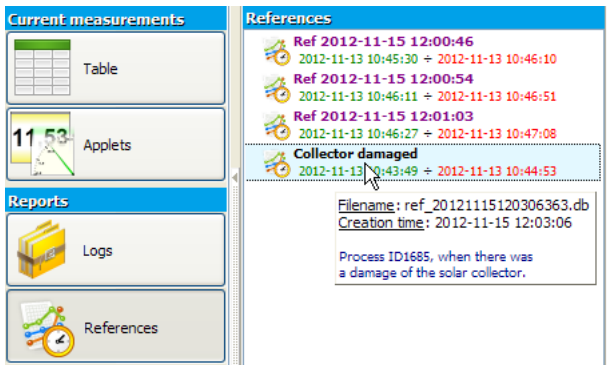 Current measurements
Table
11 53
Applets
Reports
Logs
References
References
Ref 2012-11-15 12:00:46
2012-11-13 10:45:30 ÷ 2012-11-13 10:46:10
Ref 2012-11-15 12:00:54
2012-11-13 10:46:11 ÷ 2012-11-13 10:46:51
Ref 2012-11-15 12:01:03
2012-11-13 10:46:27 ÷ 2012-11-13 10:47:08
Collector damaged
2012-11-13 10:43:49 ÷ 2012-11-13 10:44:53
Filename: ref_20121115120306363.db
Creation time: 2012-11-15 12:03:06
Process ID1685, when there was
a damage of the solar collector.